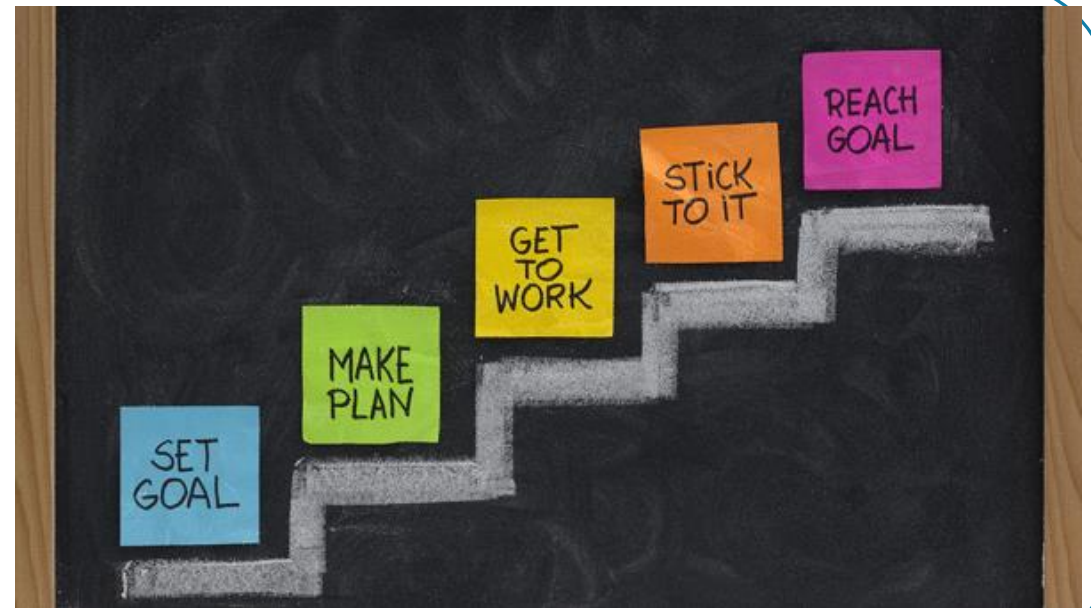 SET
GOAL
MAKE
PLAN
GET
TO
WORK
STiCK
TO iT
REACH
GOAL